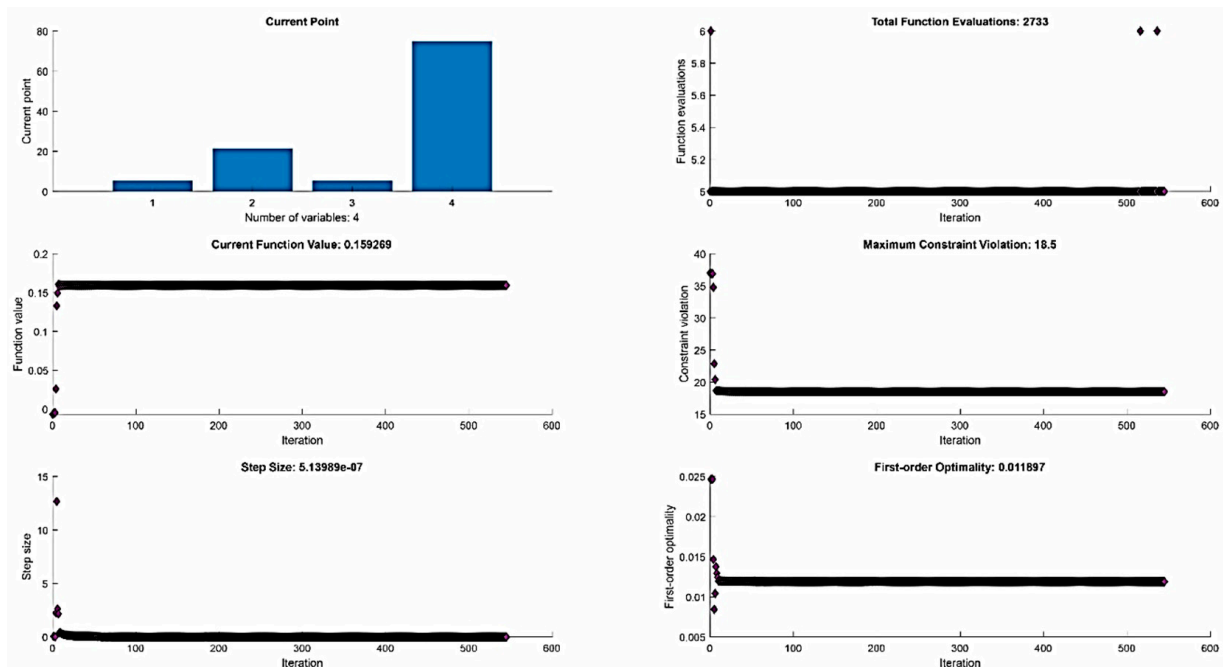 Current Point
80
60
40
20
0
Current point
1 2 3 4
Number of variables: 4
Total Function Evaluations: 2733
6
5.8
5.6
5.4
5.2
5
Function evaluations
0 100 200 300 400 500 600
Iteration
Current Function Value: 0.159269
0.2
0.15
0.1
0.05
0
Function value
0 100 200 300 400 500 600
Iteration
Maximum Constraint Violation: 18.5
40
35
30
25
20
15
Constraint violation
0 100 200 300 400 500 600
Iteration
Step Size: 5.13989e-07
15
10
5
0
Step size
0 100 200 300 400 500 600
Iteration
First-order Optimality: 0.011897
0.025
0.02
0.015
0.01
0.005
First-order optimality
0 100 200 300 400 500 600
Iteration